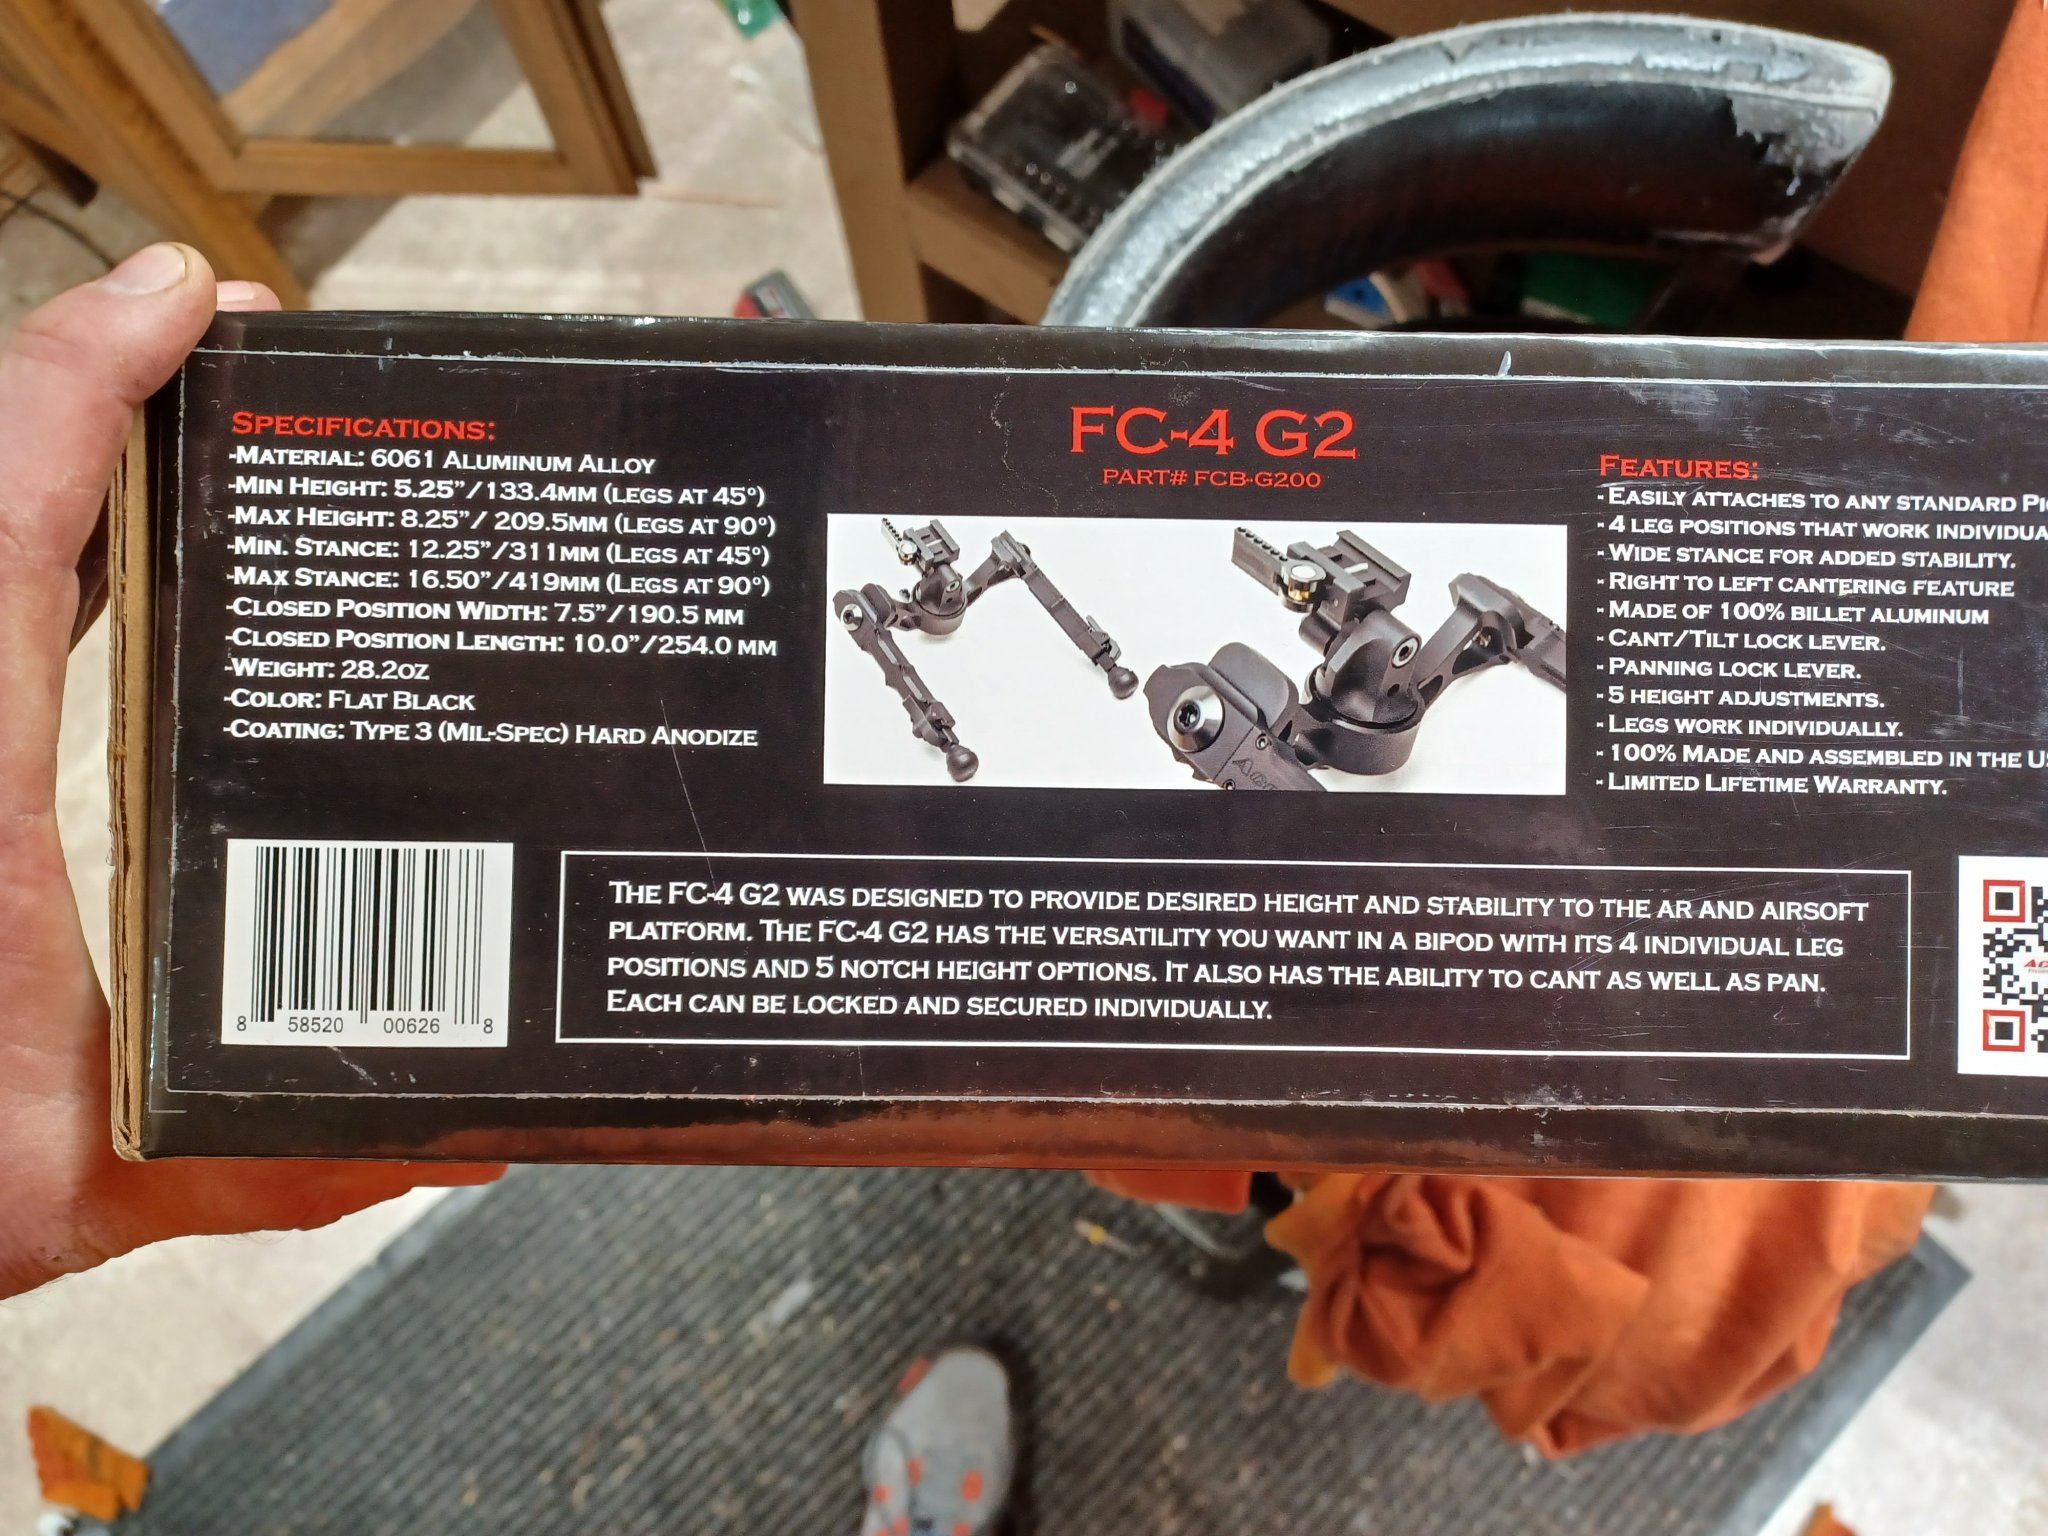 Specifications:
-Material: 6061 Aluminum Alloy
-Min Height: 5.25”/133.4mm (legs at 45°)
-Max Height: 8.25”/ 209.5mm (legs at 90°)
-Min. Stance: 12.25”/311mm (Legs at 45°)
-Max Stance: 16.50”/419mm (Legs at 90°)
-Closed Position Width: 7.5”/190.5 mm
-Closed Position Length: 10.0”/254.0 mm
-Weight: 28.2oz
-Color: Flat Black
-Coating: Type 3 (Mil-Spec) Hard Anodize
FC-4 G2
PART# FCB-G200
Features:
- Easily attaches to any standard
- 4 leg positions that work
- Wide stance for added stability.
- Right to left cantering feature
- Made of 100% billet aluminum
- Cant/Tilt lock lever.
- Panning lock lever.
- 5 height adjustments.
- Legs work individually.
- 100% Made and assembled in the
- Limited Lifetime Warranty.
8 58520 00626 8
The FC-4 G2 was designed to provide desired height and stability to the AR and Airsoft
platform. The FC-4 G2 has the versatility you want in a bipod with its 4 individual leg
positions and 5 notch height options. It also has the ability to cant as well as pan.
Each can be locked and secured individually.